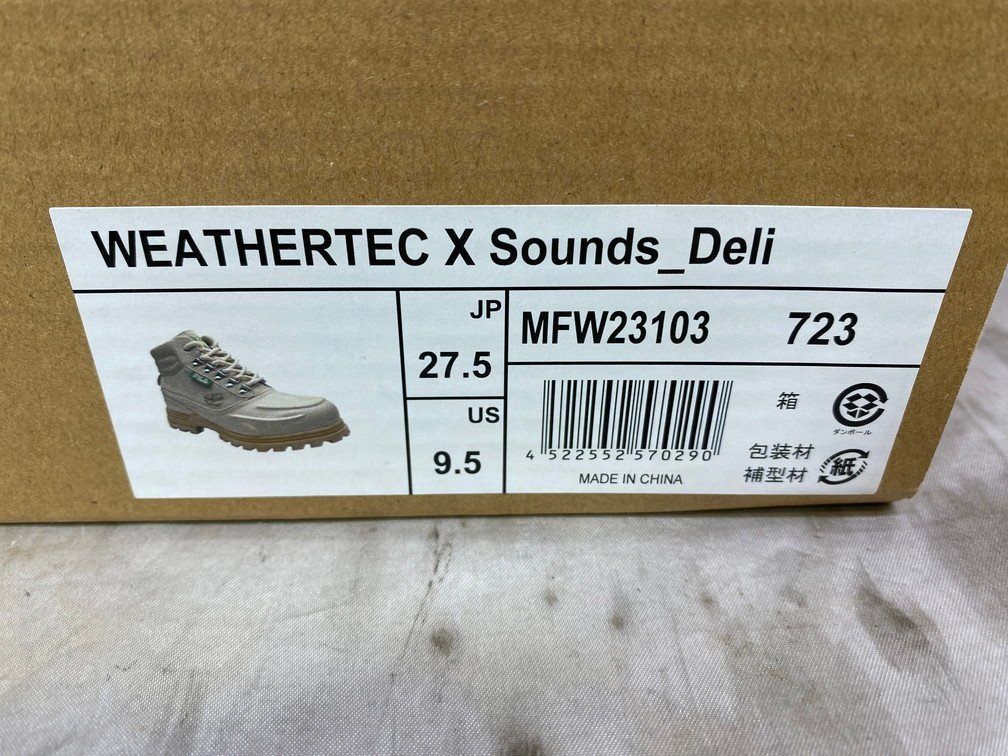 WEATHERTEC X Sounds_Deli
JP
27.5
US
9.5
MFW23103 723
4 522552 570290
MADE IN CHINA
箱
ダンボール
包装材
補型材
紙